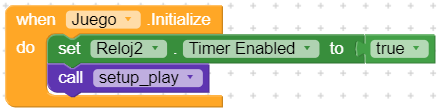 when Juego .Initialize
do set Reloj2 . Timer Enabled to true
call setup_play